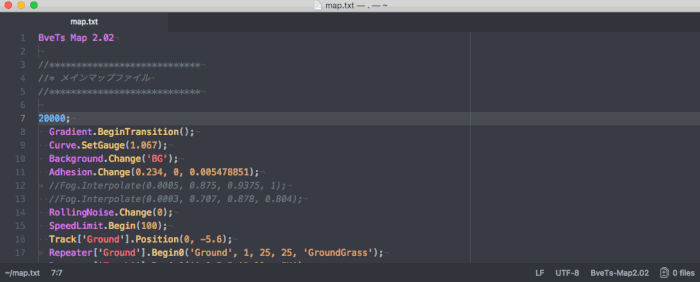 map.txt — . — ~
map.txt
1 BveTs Map 2.02
2
3 //****************************
4 //* メインマップファイル
5 //****************************
6
7 20000;
8 Gradient.BeginTransition();
9 Curve.SetGauge(1.067);
10 Background.Change('BG');
11 Adhesion.Change(0.234, 0, 0.005478851);
12 //Fog.Interpolate(0.0005, 0.875, 0.9375, 1);
13 //Fog.Interpolate(0.0003, 0.707, 0.878, 0.804);
14 RollingNoise.Change(0);
15 SpeedLimit.Begin(100);
16 Track['Ground'].Position(0, -5.6);
17 Repeater['Ground'].Begin0('Ground', 1, 25, 25, 'GroundGrass');
~/map.txt 7:7 LF UTF-8 BveTs-Map2.02 0 files